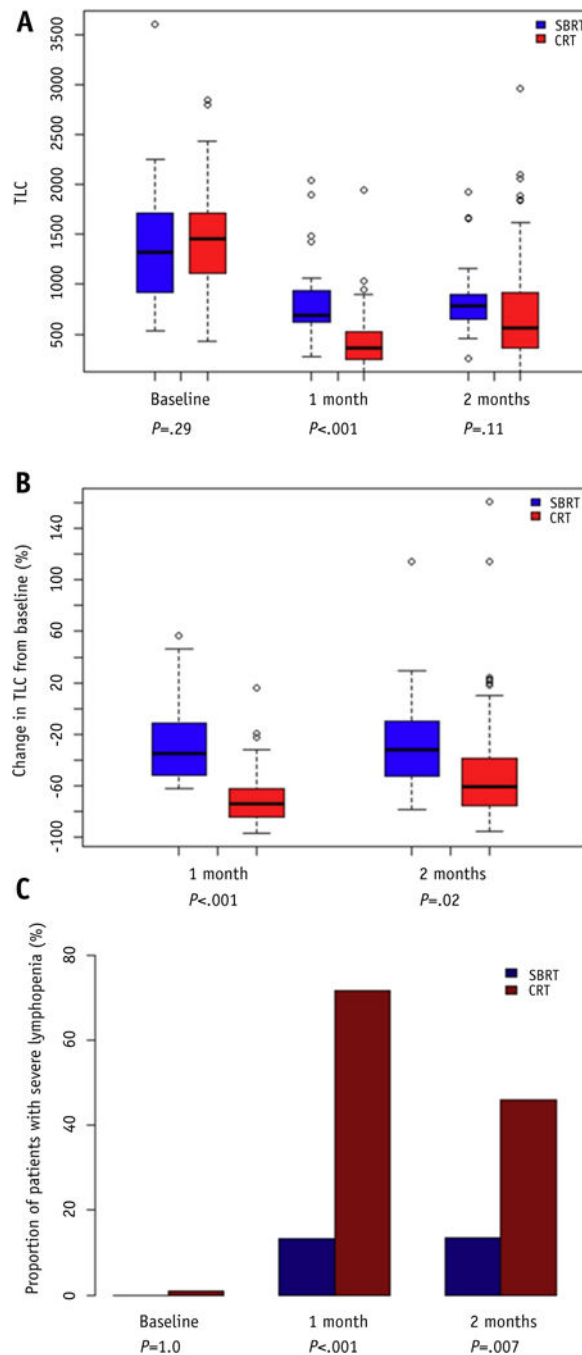 A
SBRT
CRT
TLC
3500
3000
2500
2000
1500
1000
500
Baseline
1 month
2 months
P=.29
P<.001
P=.11
B
SBRT
CRT
Change in TLC from baseline (%)
140
100
60
20
-20
-60
-100
1 month
2 months
P<.001
P=.02
C
SBRT
CRT
Proportion of patients with severe lymphopenia (%)
80
60
40
20
0
Baseline
1 month
2 months
P=1.0
P<.001
P=.007